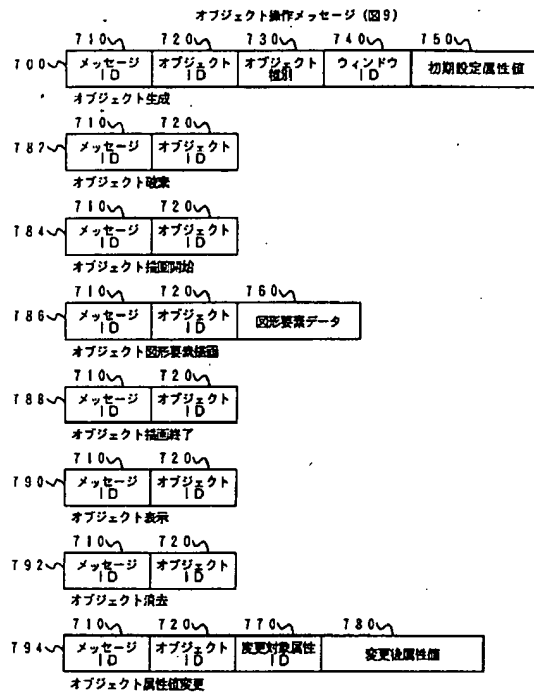 オブジェクト操作メッセージ (図9)
710 720 730 740 750
700 メッセージID オブジェクトID オブジェクト種別 ウィンドウID 初期設定属性値
オブジェクト生成
710 720
782 メッセージID オブジェクトID
オブジェクト破棄
710 720
784 メッセージID オブジェクトID
オブジェクト描画開始
710 720 760
786 メッセージID オブジェクトID 図形要素データ
オブジェクト図形要素描画
710 720
788 メッセージID オブジェクトID
オブジェクト描画終了
710 720
790 メッセージID オブジェクトID
オブジェクト表示
710 720
792 メッセージID オブジェクトID
オブジェクト消去
710 720 770 780
794 メッセージID オブジェクトID 変更対象属性ID 変更後属性値
オブジェクト属性値変更